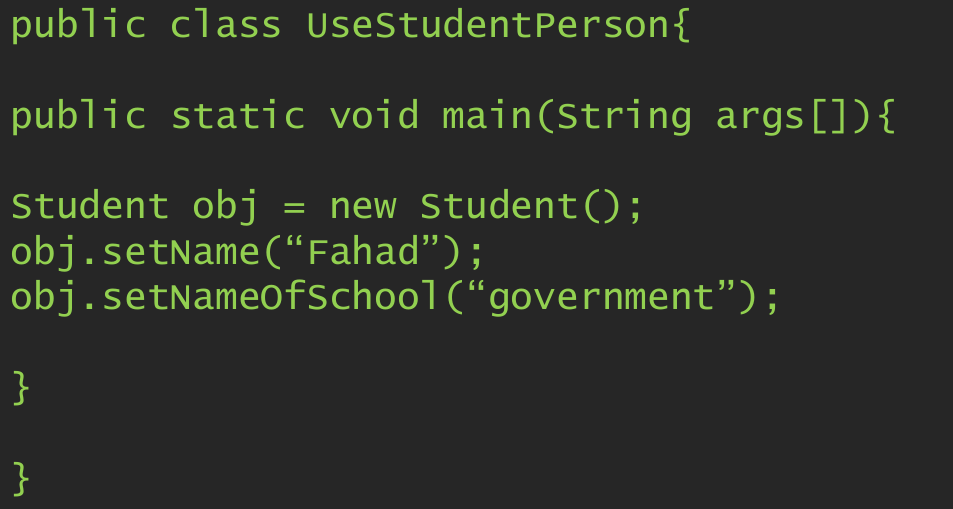 public class UseStudentPerson{
public static void main(String args[]){
Student obj = new Student();
obj.setName(“Fahad”);
obj.setNameOfSchool(“government”);
}
}